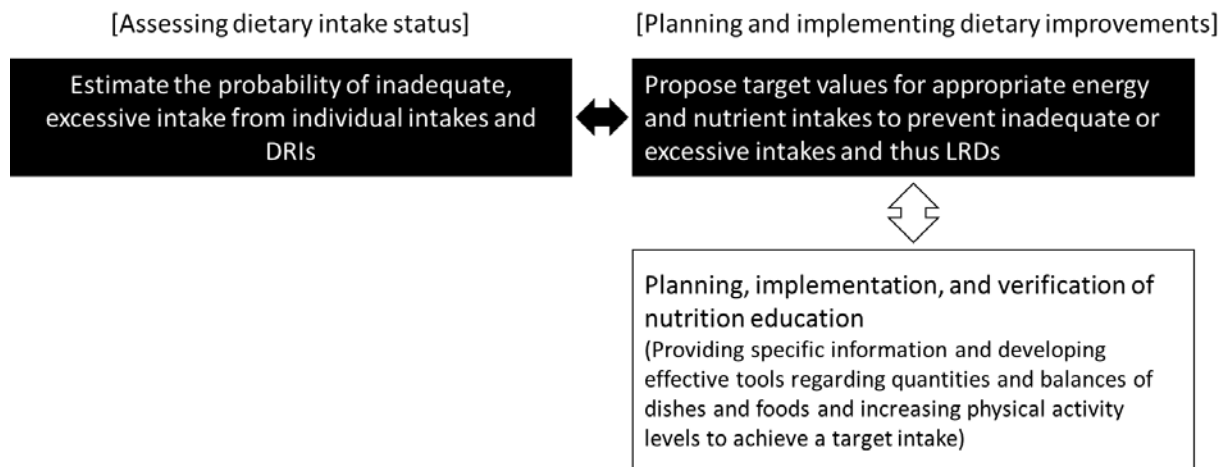 [Assessing dietary intake status]
Estimate the probability of inadequate,
excessive intake from individual intakes and
DRIs
[Planning and implementing dietary improvements]
Propose target values for appropriate energy
and nutrient intakes to prevent inadequate or
excessive intakes and thus LRDs
Planning, implementation, and verification of
nutrition education
(Providing specific information and developing
effective tools regarding quantities and balances of
dishes and foods and increasing physical activity
levels to achieve a target intake)